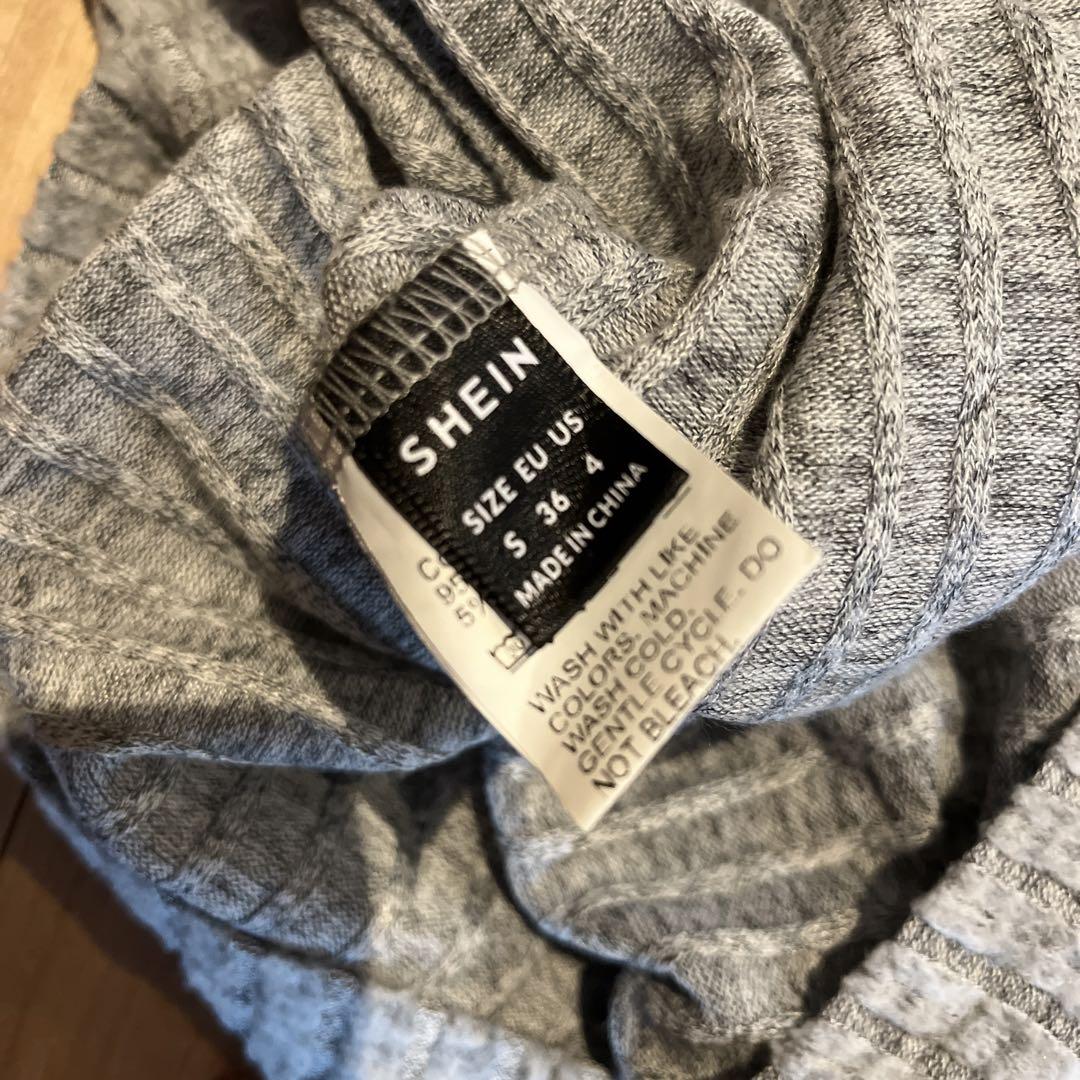 SHEIN
SIZE EU US
S 36 4
MADE IN CHINA
WASH WITH LIKE
COLORS. MACHINE
WASH COLD.
GENTLE CYCLE. DO
NOT BLEACH.